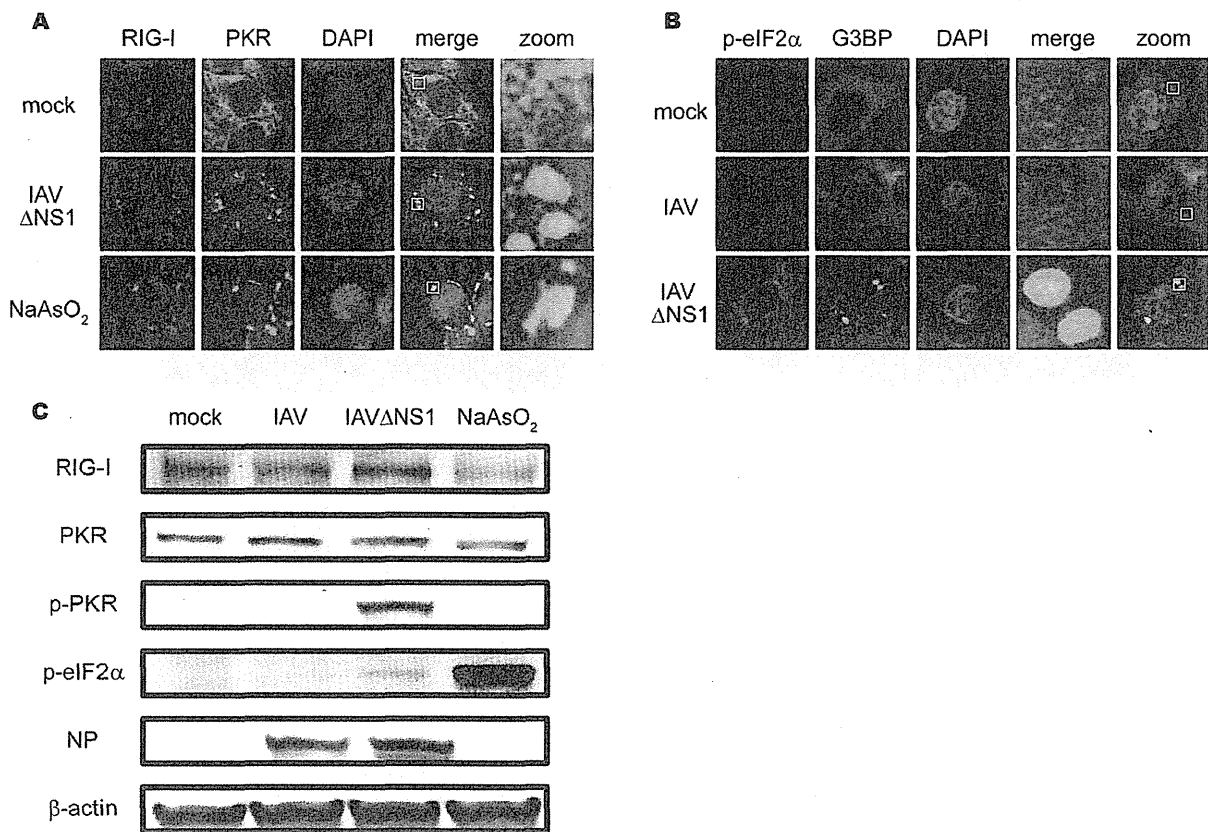 A
RIG-I PKR DAPI merge zoom
mock
IAV
ΔNS1
NaAsO₂
B
p-eIF2α G3BP DAPI merge zoom
mock
IAV
IAV
ΔNS1
C
mock IAV IAVΔNS1 NaAsO₂
RIG-I
PKR
p-PKR
p-eIF2α
NP
β-actin